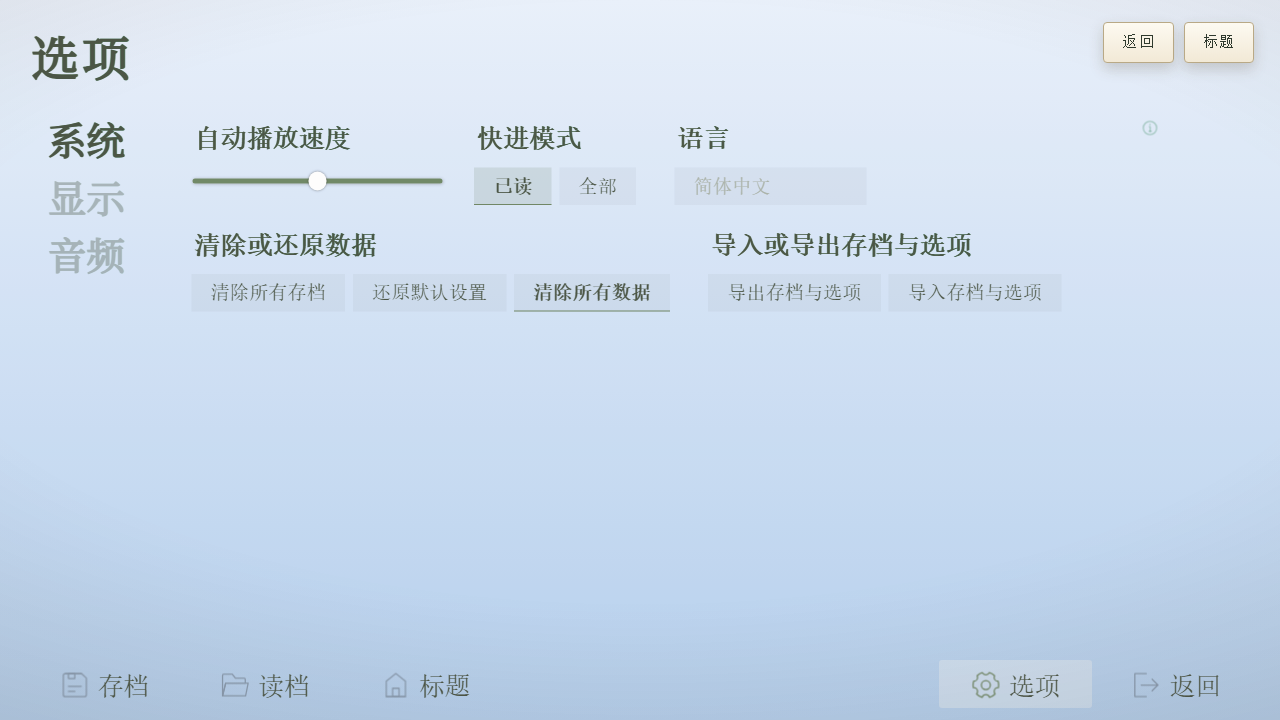 选项
返回
标题
系统
显示
音频
自动播放速度
快进模式
语言
已读
全部
简体中文
清除或还原数据
导入或导出存档与选项
清除所有存档
还原默认设置
清除所有数据
导出存档与选项
导入存档与选项
存档
读档
标题
选项
返回